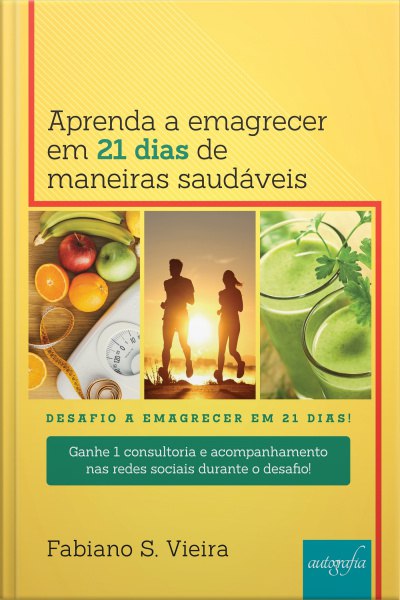 Aprenda a emagrecer
em 21 dias de
maneiras saudáveis
DESAFIO A EMAGRECER EM 21 DIAS!
Ganhe 1 consultoria e acompanhamento
nas redes sociais durante o desafio!
Fabiano S. Vieira
autografia